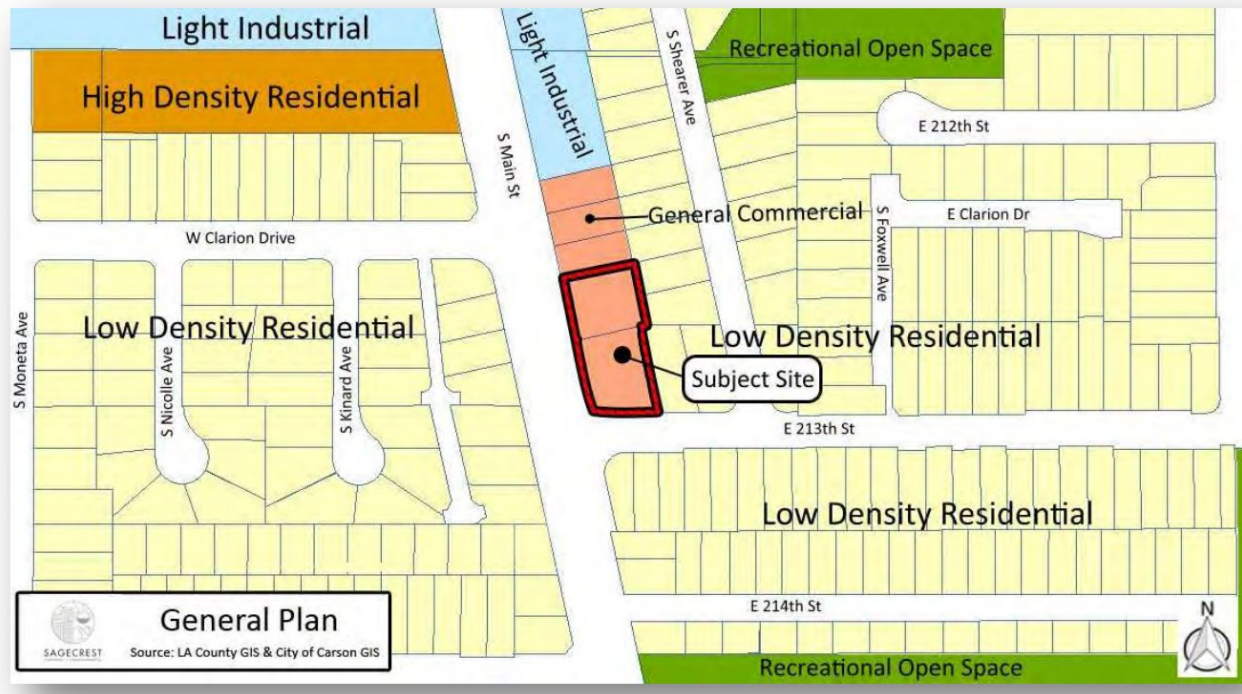 Light Industrial
Light Industrial
Recreational Open Space
High Density Residential
S Shearer Ave
E 212th St
S Main St
General Commercial
S Foxwell Ave
E Clarion Dr
W Clarion Drive
S Moneta Ave
Low Density Residential
S Nicolle Ave
S Kinard Ave
Low Density Residential
Subject Site
E 213th St
Low Density Residential
E 214th St
General Plan
Source: LA County GIS & City of Carson GIS
SAGECREST
N
Recreational Open Space